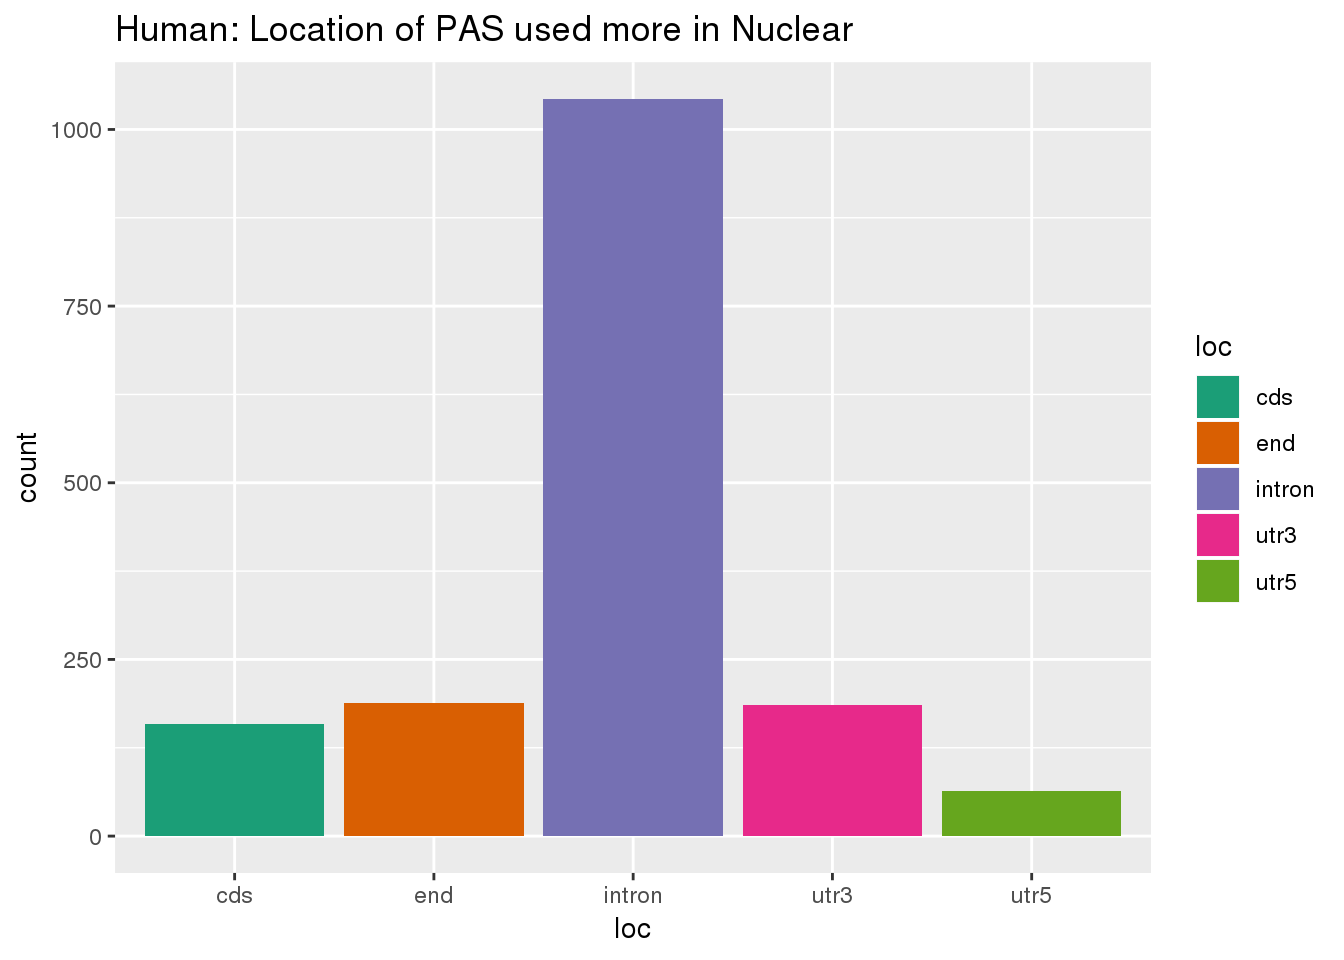 Human: Location of PAS used more in Nuclear
1000
750
500
250
0
count
cds
end
intron
utr3
utr5
loc
loc
cds
end
intron
utr3
utr5